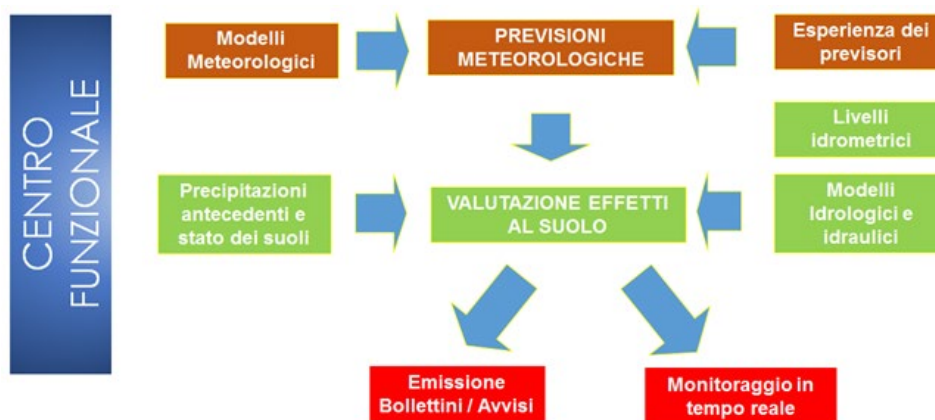 CENTRO
FUNZIONALE
Modelli
Meteorologici
PREVISIONI
METEOROLOGICHE
Esperienza dei
previsori
Livelli
idrometrici
Precipitazioni
antecedenti e
stato dei suoli
VALUTAZIONE EFFETTI
AL SUOLO
Modelli
Idrologici e
idraulici
Emissione
Bollettini / Avvisi
Monitoraggio in
tempo reale